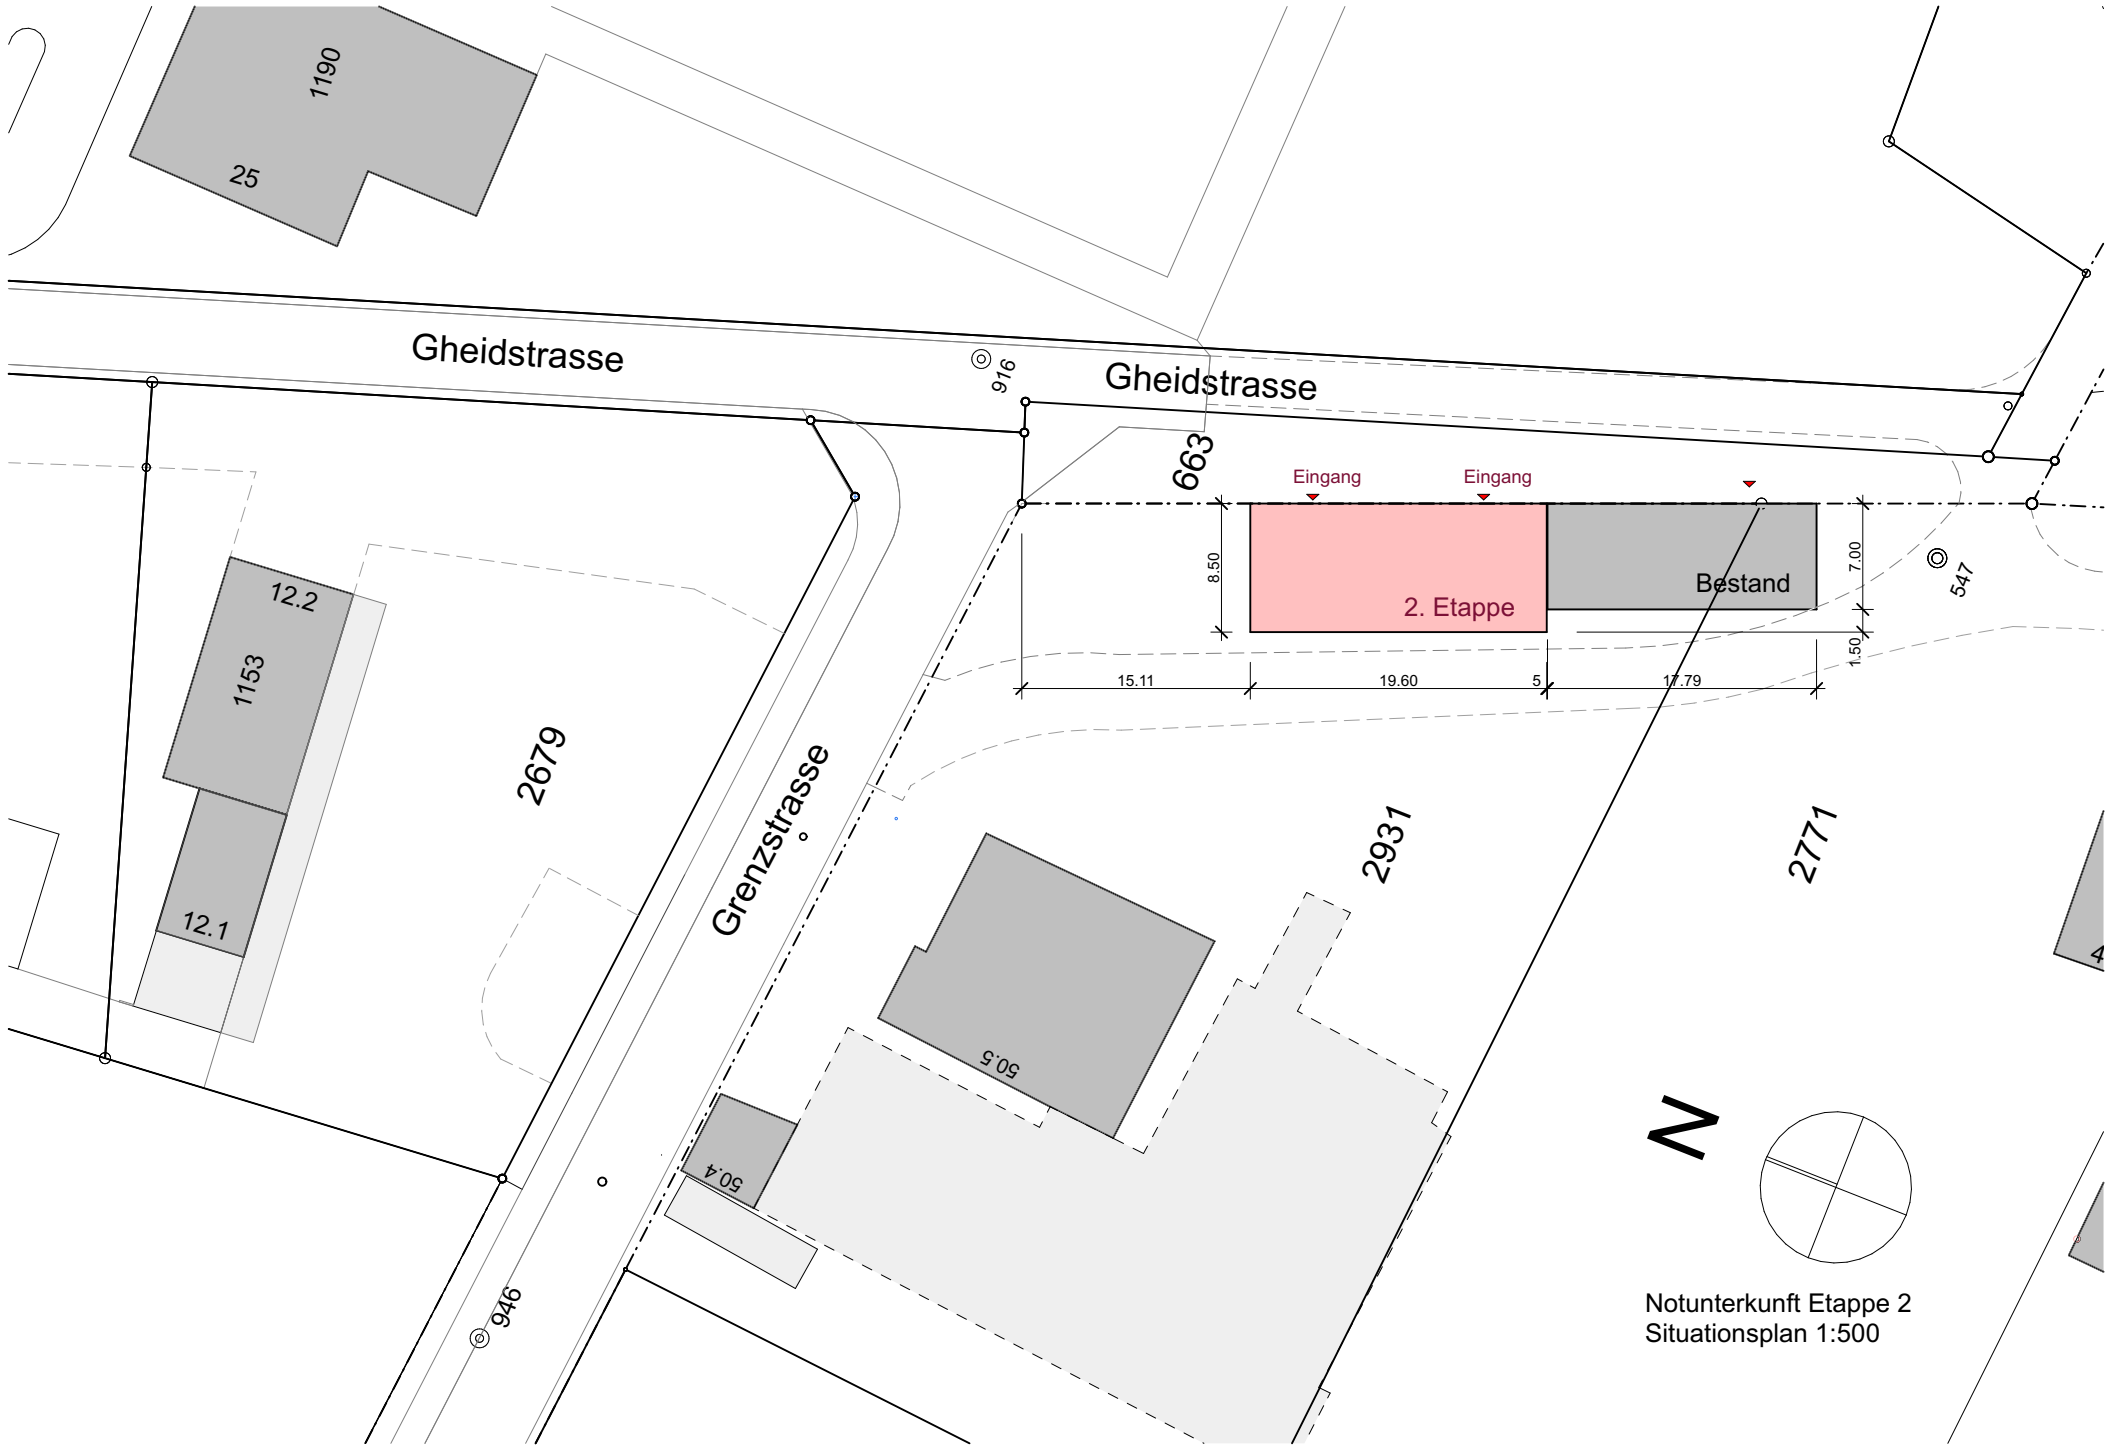 1190
25
Gheidstrasse
916
Gheidstrasse
663
Eingang
Eingang
8.50
2. Etappe
Bestand
7.00
1.50
547
15.11
19.60
5
17.79
12.2
1153
12.1
2679
Grenzstrasse
2931
2771
4
50.5
50.4
946
N
Notunterkunft Etappe 2
Situationsplan 1:500